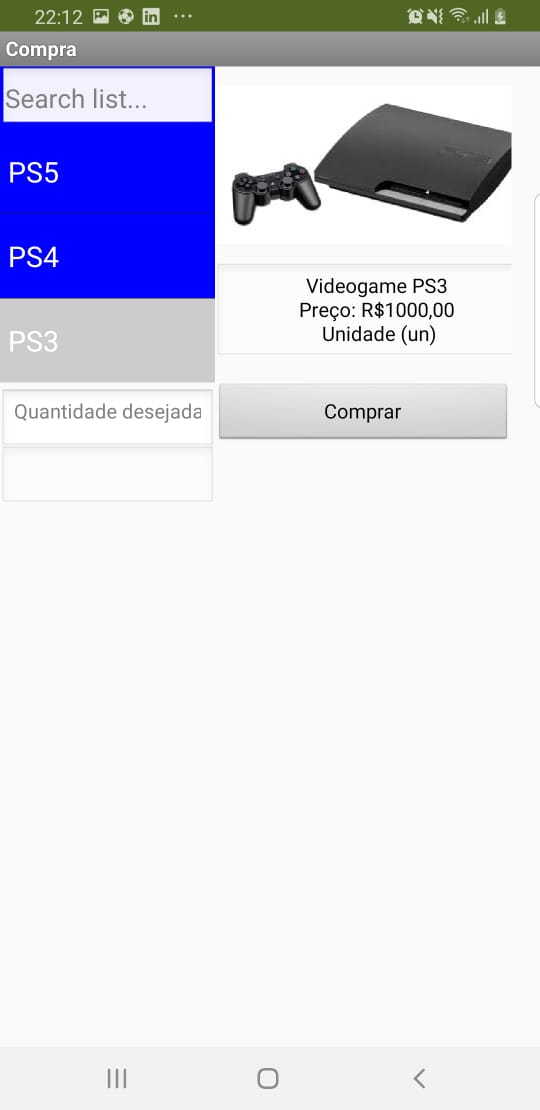 22:12
Compra
Search list...
PS5
PS4
PS3
Videogame PS3
Preço: R$1000,00
Unidade (un)
Quantidade desejada
Comprar